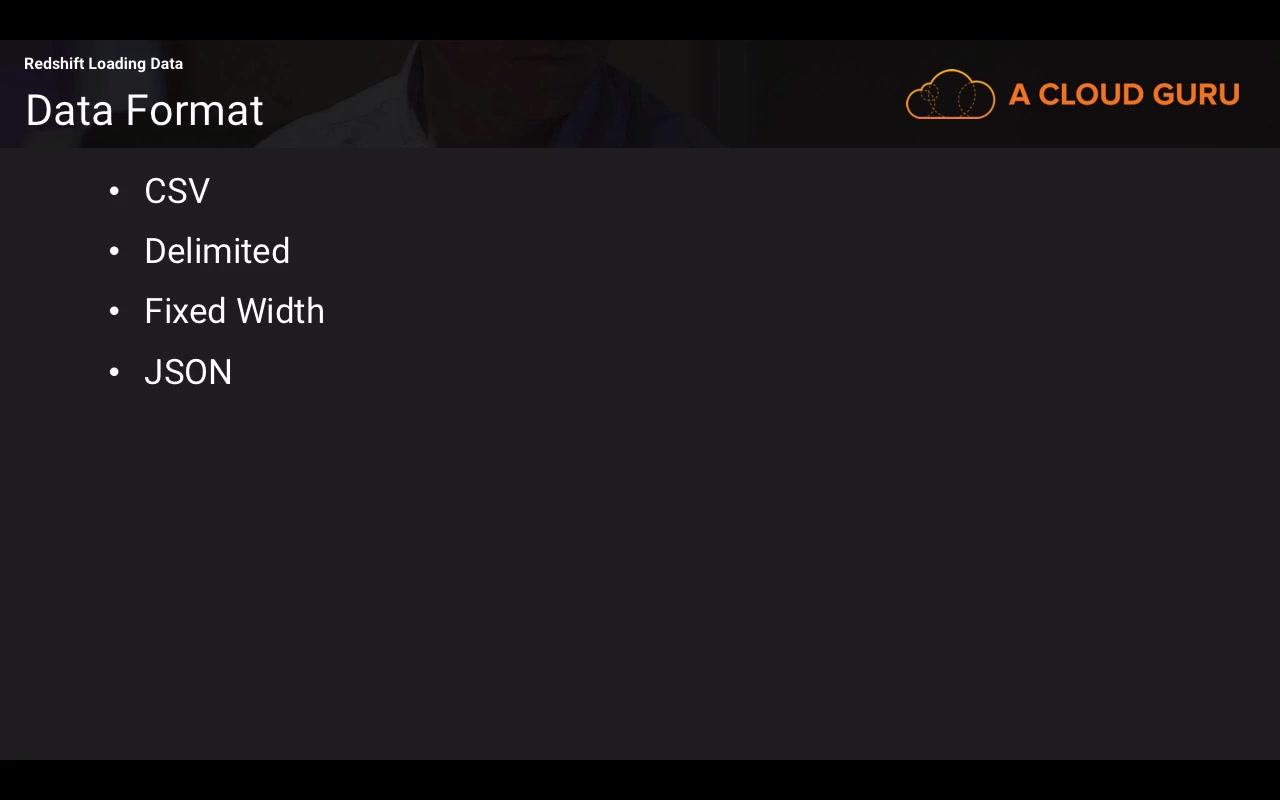 Redshift Loading Data
Data Format
A CLOUD GURU
• CSV
• Delimited
• Fixed Width
• JSON